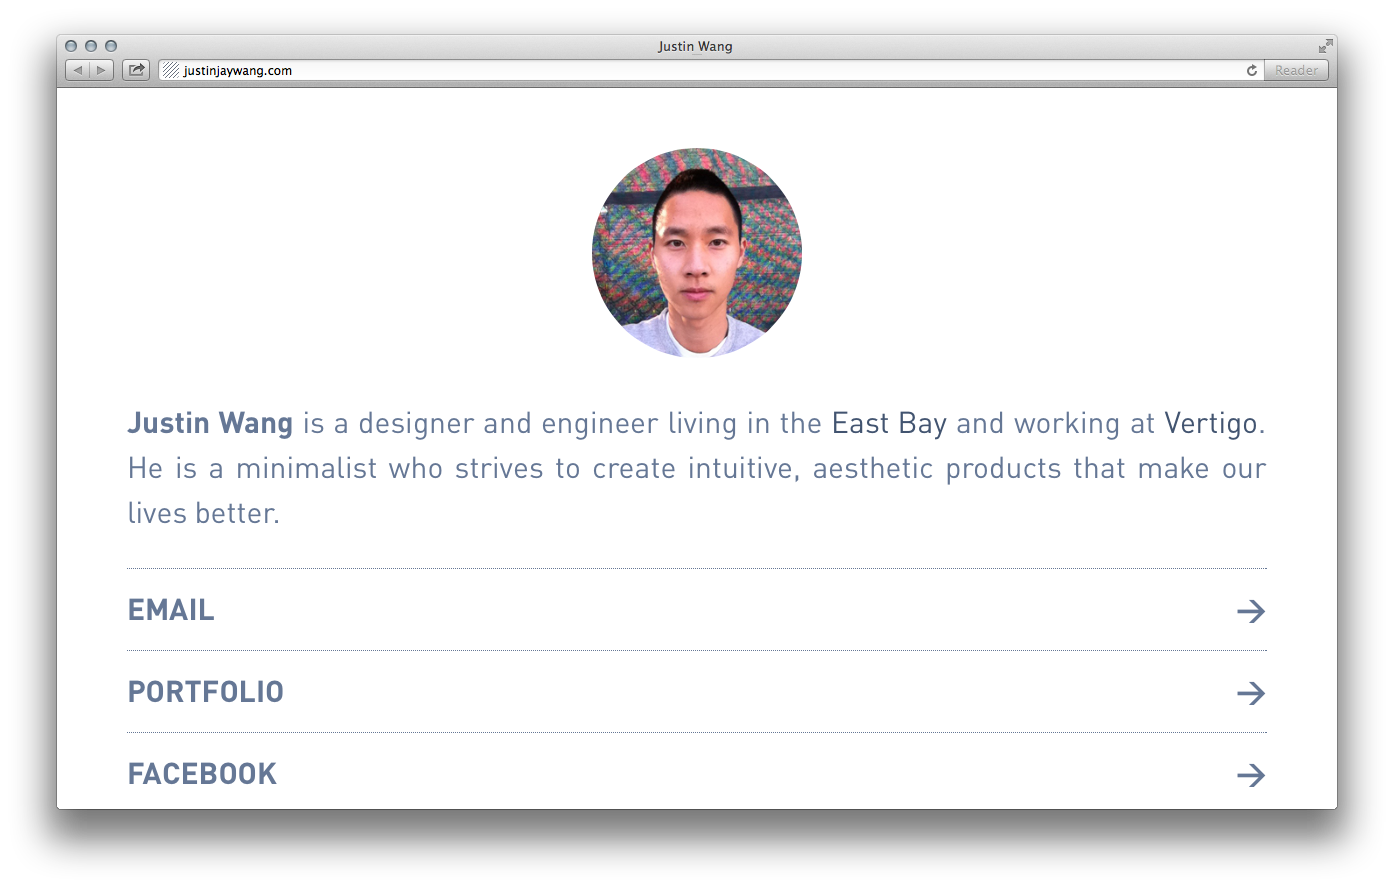 Justin Wang
justinjaywang.com
Reader
Justin Wang is a designer and engineer living in the East Bay and working at Vertigo.
He is a minimalist who strives to create intuitive, aesthetic products that make our
lives better.
EMAIL
PORTFOLIO
FACEBOOK